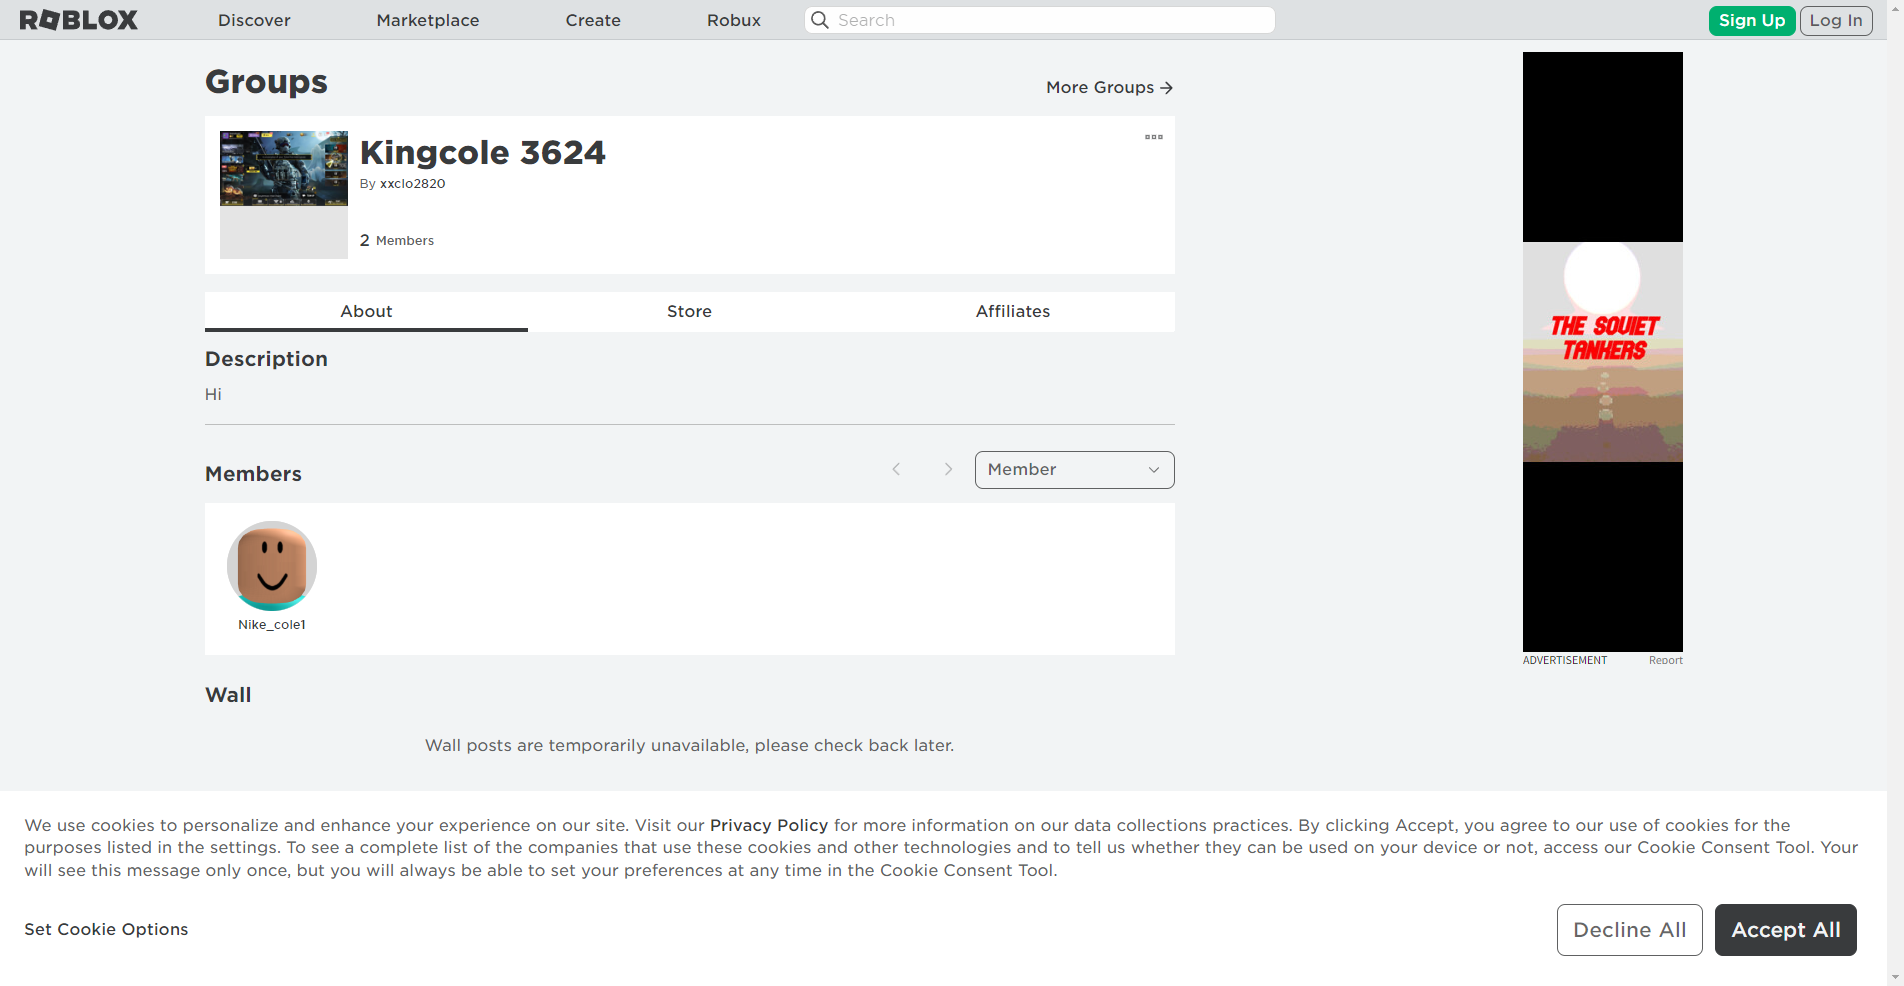 ROBLOX
Discover
Marketplace
Create
Robux
Search
Sign Up
Log In
Groups
More Groups →
Kingcole 3624
By xxclo2820
2 Members
About
Store
Affiliates
Description
Hi
Members
Member
Nike_cole1
Wall
Wall posts are temporarily unavailable, please check back later.
THE SOVIET
TANKERS
ADVERTISEMENT
Report
We use cookies to personalize and enhance your experience on our site. Visit our Privacy Policy for more information on our data collections practices. By clicking Accept, you agree to our use of cookies for the
purposes listed in the settings. To see a complete list of the companies that use these cookies and other technologies and to tell us whether they can be used on your device or not, access our Cookie Consent Tool. Your
will see this message only once, but you will always be able to set your preferences at any time in the Cookie Consent Tool.
Set Cookie Options
Decline All
Accept All